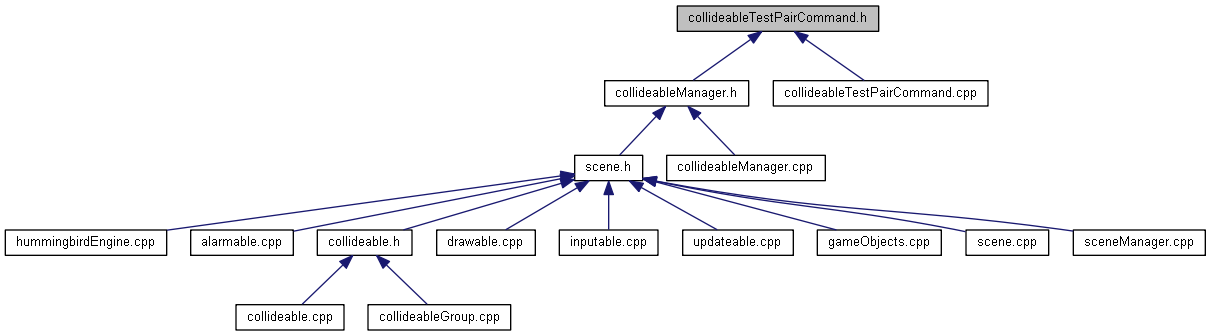 collideableTestPairCommand.h
collideableManager.h
collideableTestPairCommand.cpp
scene.h
collideableManager.cpp
hummingbirdEngine.cpp
alarmable.cpp
collideable.h
drawable.cpp
inputable.cpp
updateable.cpp
gameObjects.cpp
scene.cpp
sceneManager.cpp
collideable.cpp
collideableGroup.cpp